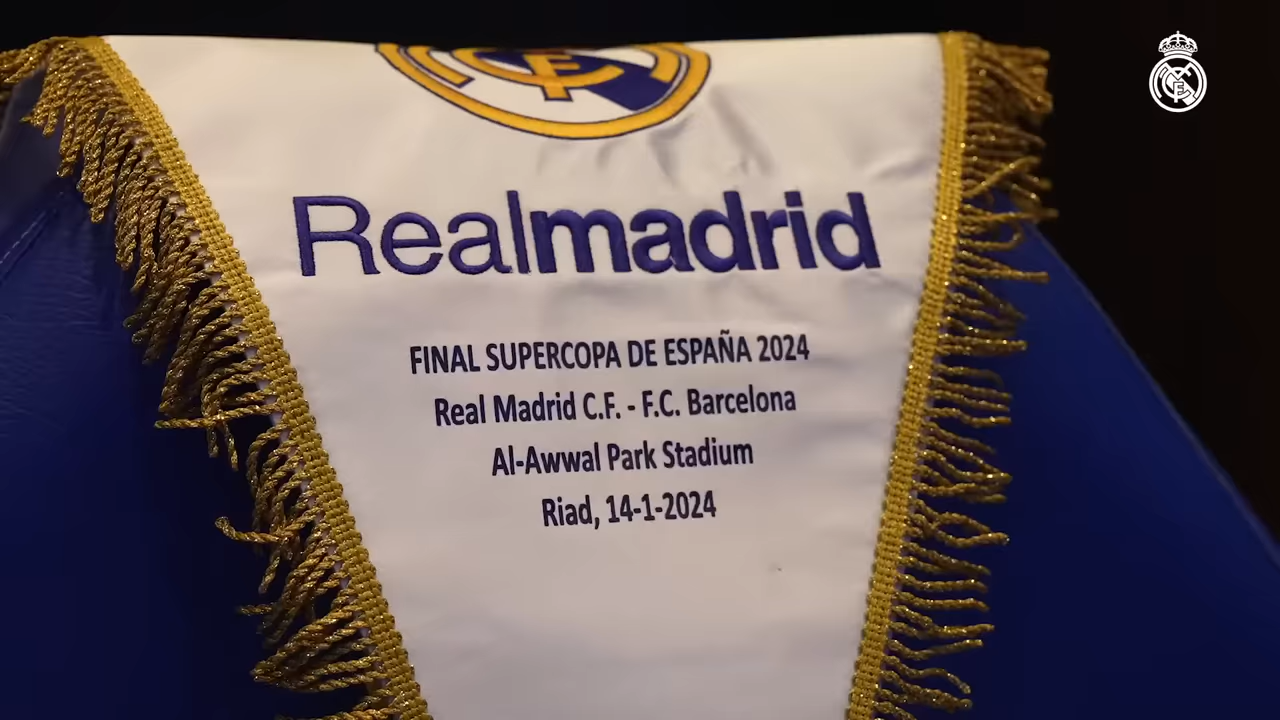 Realmadrid
FINAL SUPERCOPA DE ESPAÑA 2024
Real Madrid C.F. - F.C. Barcelona
Al-Awwal Park Stadium
Riad, 14-1-2024